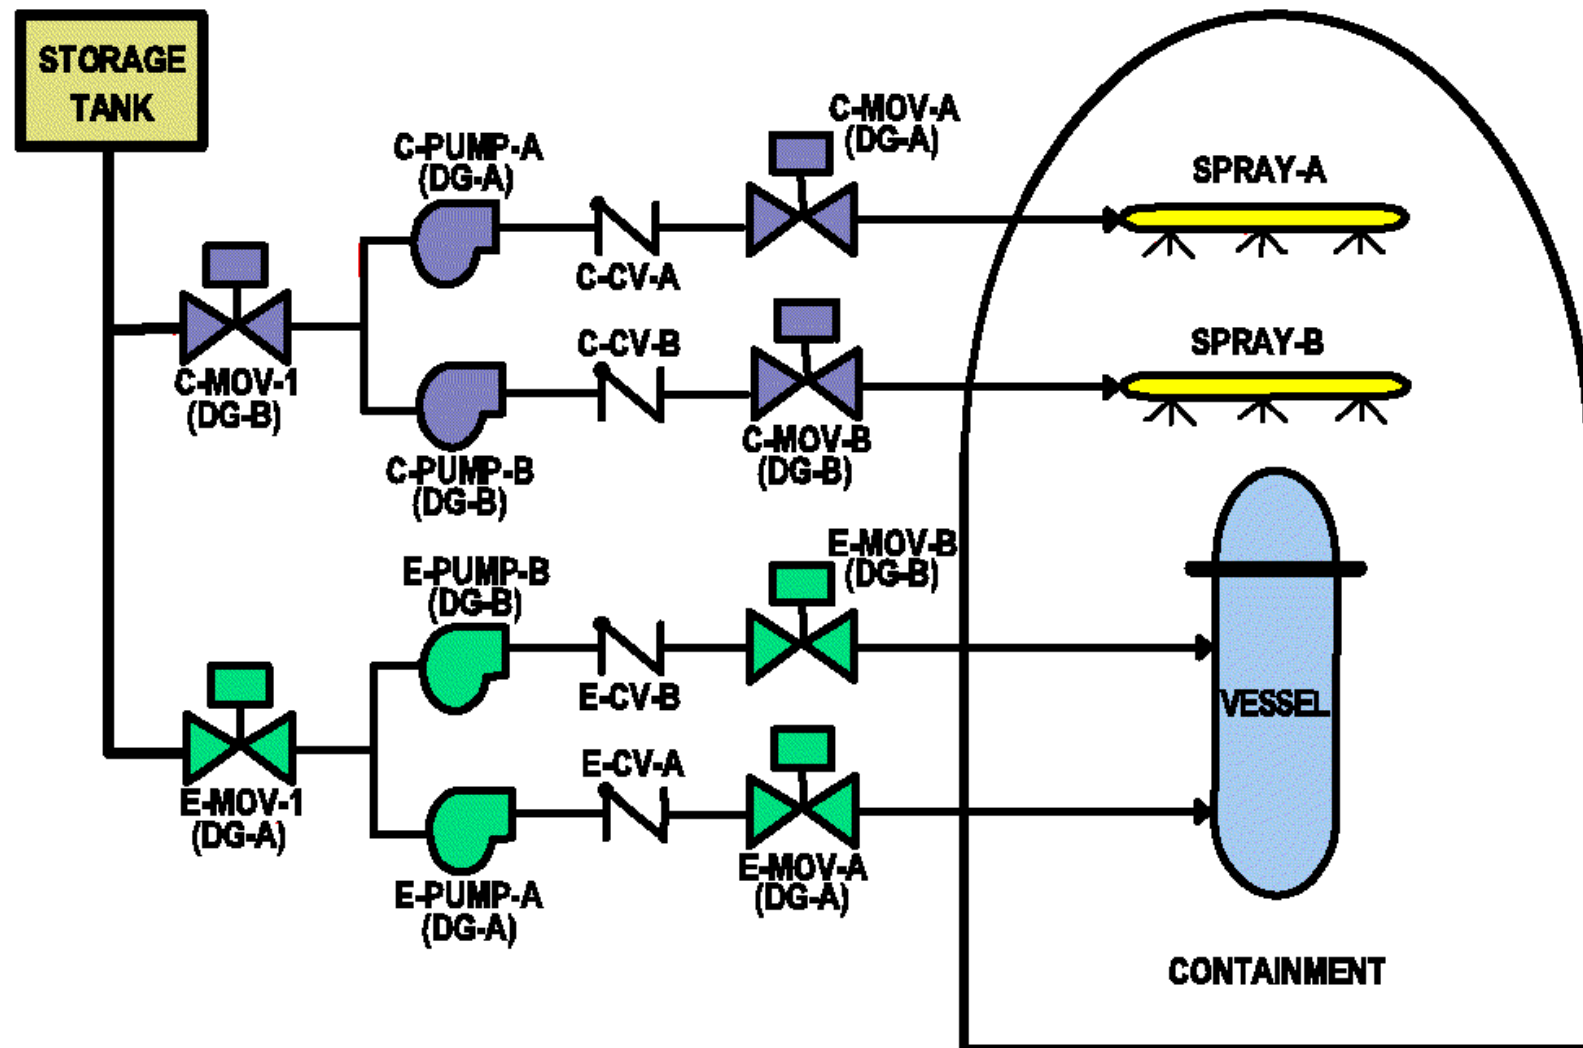 STORAGE
TANK
C-PUMP-A
(DG-A)
C-MOV-A
(DG-A)
SPRAY-A
C-CV-A
C-MOV-1
(DG-B)
C-CV-B
SPRAY-B
C-PUMP-B
(DG-B)
C-MOV-B
(DG-B)
E-PUMP-B
(DG-B)
E-MOV-B
(DG-B)
E-CV-B
VESSEL
E-MOV-1
(DG-A)
E-CV-A
E-PUMP-A
(DG-A)
E-MOV-A
(DG-A)
CONTAINMENT